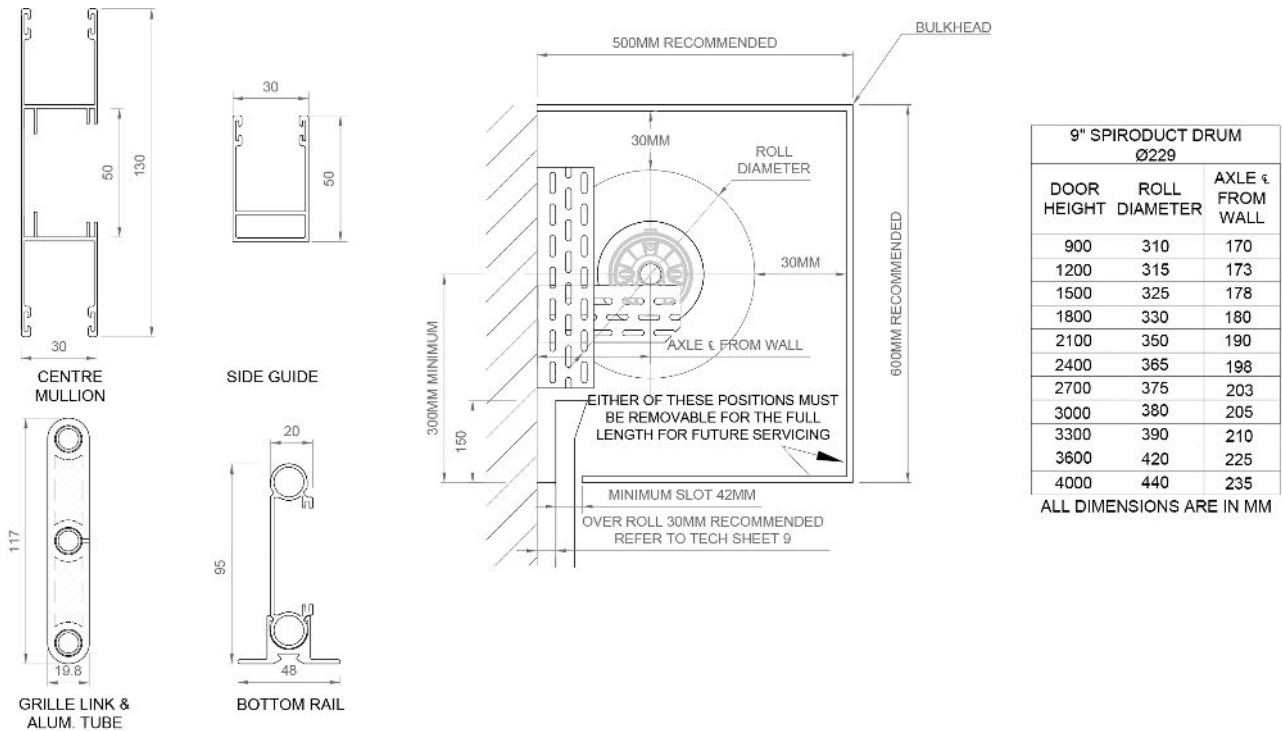 130
50
30
CENTRE
MULLION
30
50
SIDE GUIDE
117
19.8
GRILLE LINK &
ALUM. TUBE
20
95
48
BOTTOM RAIL
500MM RECOMMENDED
BULKHEAD
30MM
ROLL
DIAMETER
30MM
600MM RECOMMENDED
300MM MINIMUM
AXLE ℄ FROM WALL
EITHER OF THESE POSITIONS MUST
BE REMOVABLE FOR THE FULL
LENGTH FOR FUTURE SERVICING
150
MINIMUM SLOT 42MM
OVER ROLL 30MM RECOMMENDED
REFER TO TECH SHEET 9
9" SPIRODUCT DRUM
Ø229
DOOR HEIGHT ROLL DIAMETER AXLE ℄ FROM WALL
900 310 170
1200 315 173
1500 325 178
1800 330 180
2100 350 190
2400 365 198
2700 375 203
3000 380 205
3300 390 210
3600 420 225
4000 440 235
ALL DIMENSIONS ARE IN MM